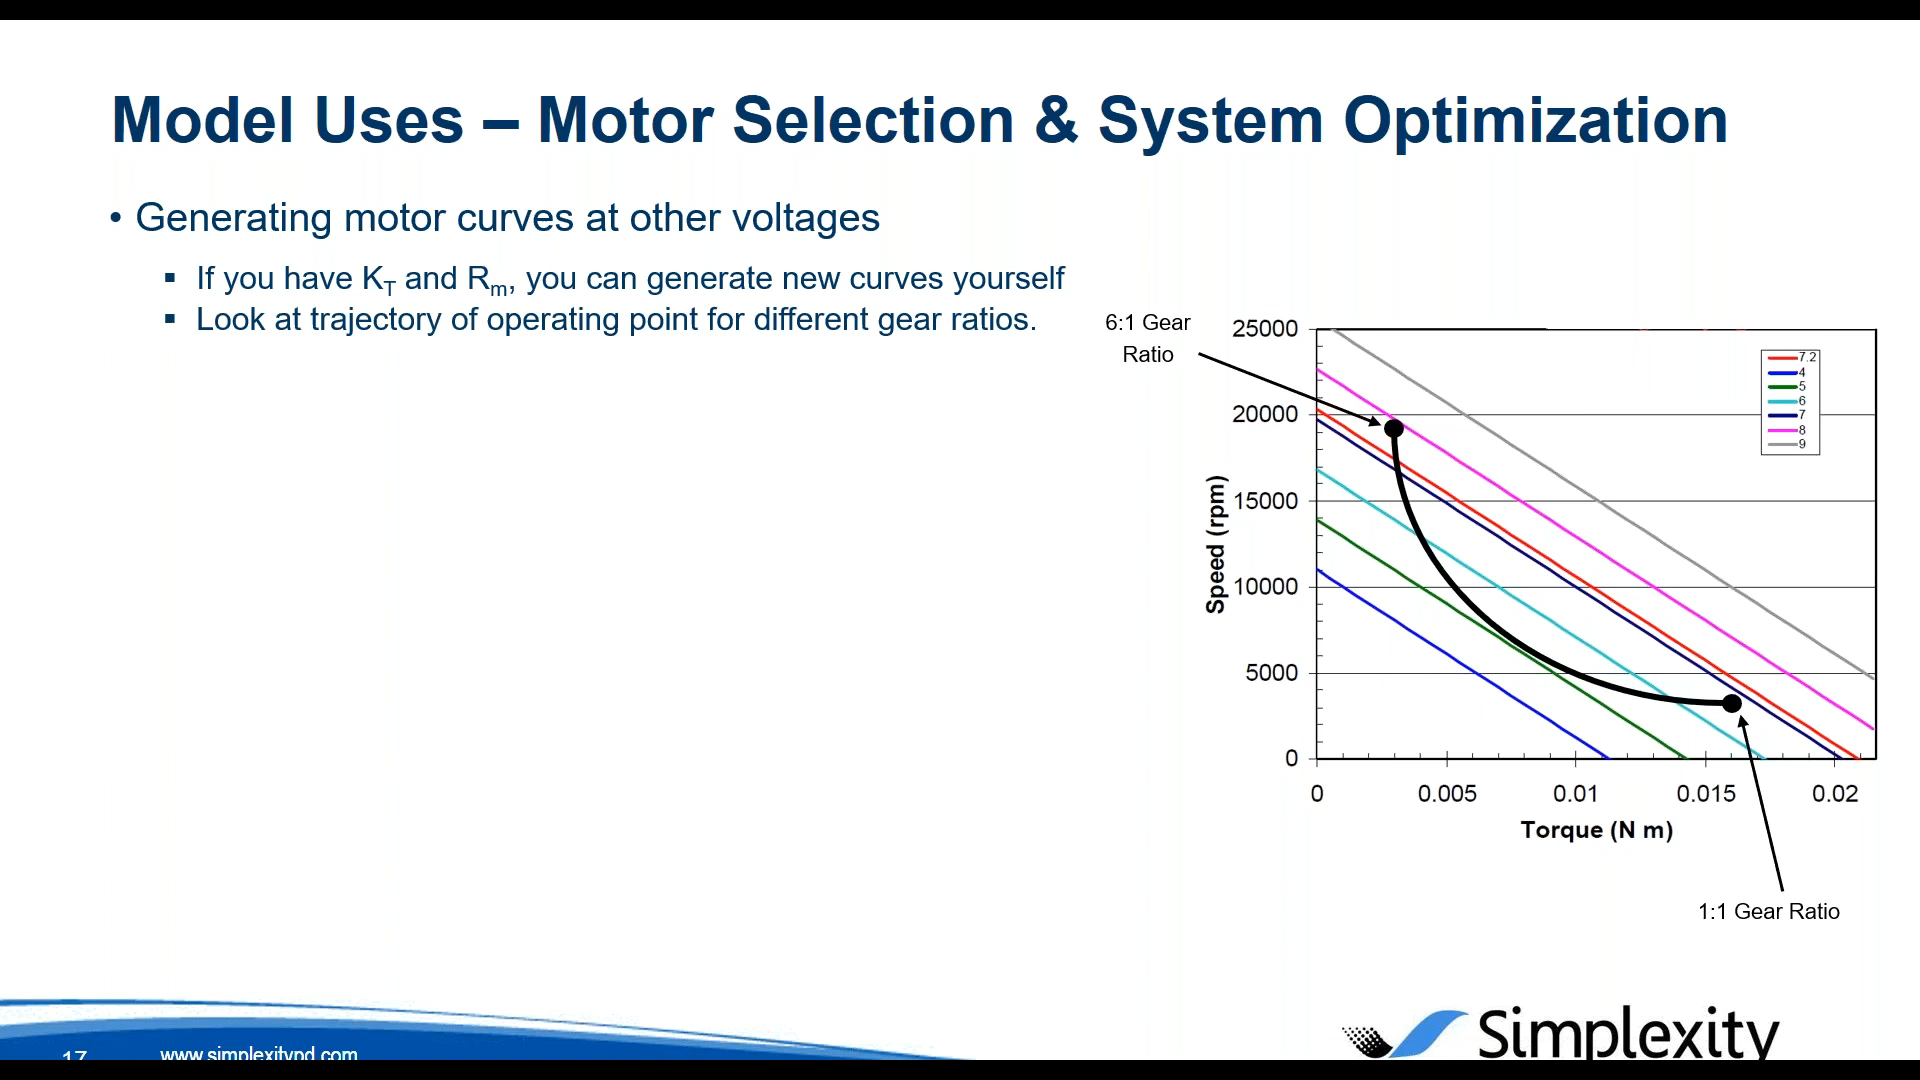 Model Uses – Motor Selection & System Optimization
• Generating motor curves at other voltages
▪ If you have KT and Rm, you can generate new curves yourself
▪ Look at trajectory of operating point for different gear ratios.
6:1 Gear
Ratio
25000
20000
15000
10000
5000
0
Speed (rpm)
7.2
4
5
6
7
8
9
0 0.005 0.01 0.015 0.02
Torque (N m)
1:1 Gear Ratio
17 www.simplexitypd.com
Simplexity